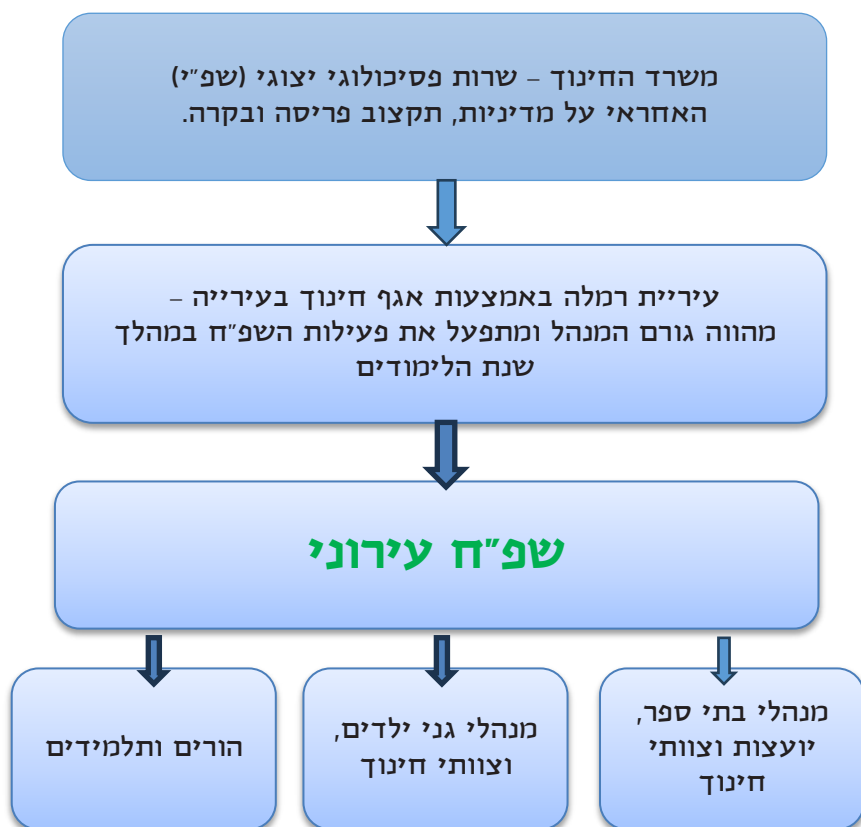 משרד החינוך – שרות פסיכולוגי יצוגי (שפ״י)
האחראי על מדיניות, תקצוב פריסה ובקרה.
עיריית רמלה באמצעות אגף חינוך בעירייה –
מהווה גורם המנהל ומתפעל את פעילות השפ״ח במהלך
שנת הלימודים
שפ״ח עירוני
מנהלי בתי ספר,
יועצות וצוותי
חינוך
מנהלי גני ילדים,
וצוותי חינוך
הורים ותלמידים